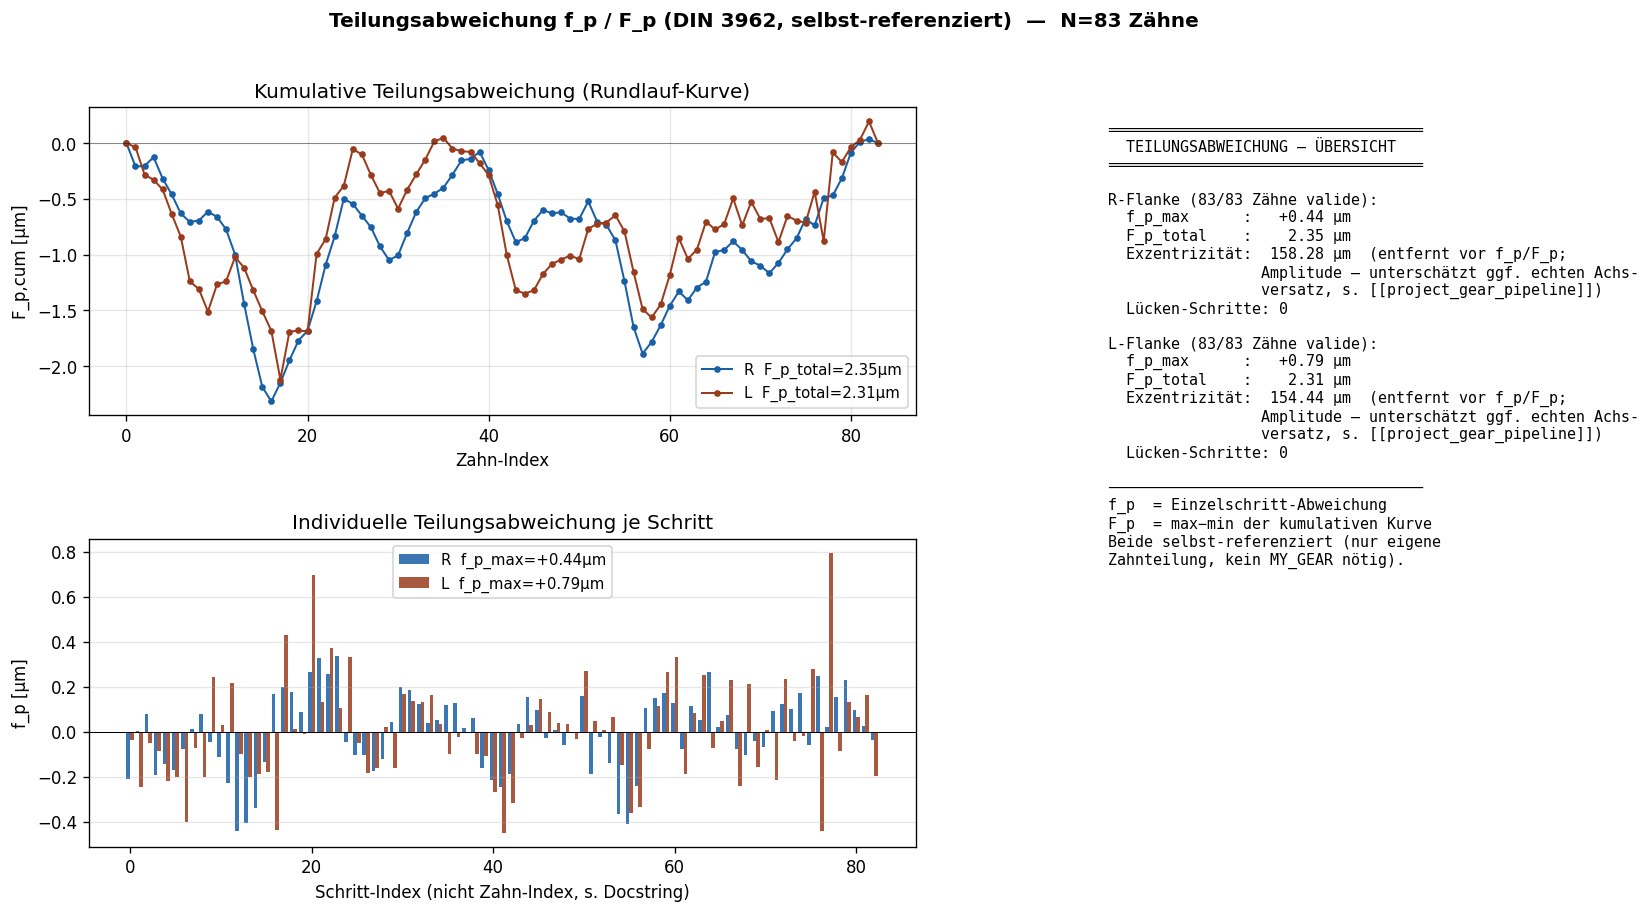 Teilungsabweichung f_p / F_p (DIN 3962, selbst-referenziert) — N=83 Zähne
Kumulative Teilungsabweichung (Rundlauf-Kurve)
F_p,cum [µm]
0.0
−0.5
−1.0
−1.5
−2.0
R F_p_total=2.35µm
L F_p_total=2.31µm
0 20 40 60 80
Zahn-Index
Individuelle Teilungsabweichung je Schritt
f_p [µm]
0.8
0.6
0.4
0.2
0.0
−0.2
−0.4
R f_p_max=+0.44µm
L f_p_max=+0.79µm
0 20 40 60 80
Schritt-Index (nicht Zahn-Index, s. Docstring)
TEILUNGSABWEICHUNG — ÜBERSICHT
R-Flanke (83/83 Zähne valide):
f_p_max : +0.44 µm
F_p_total : 2.35 µm
Exzentrizität: 158.28 µm (entfernt vor f_p/F_p;
Amplitude — unterschätzt ggf. echten Achs-
versatz, s. [[project_gear_pipeline]])
Lücken-Schritte: 0
L-Flanke (83/83 Zähne valide):
f_p_max : +0.79 µm
F_p_total : 2.31 µm
Exzentrizität: 154.44 µm (entfernt vor f_p/F_p;
Amplitude — unterschätzt ggf. echten Achs-
versatz, s. [[project_gear_pipeline]])
Lücken-Schritte: 0
f_p = Einzelschritt-Abweichung
F_p = max−min der kumulativen Kurve
Beide selbst-referenziert (nur eigene
Zahnteilung, kein MY_GEAR nötig).